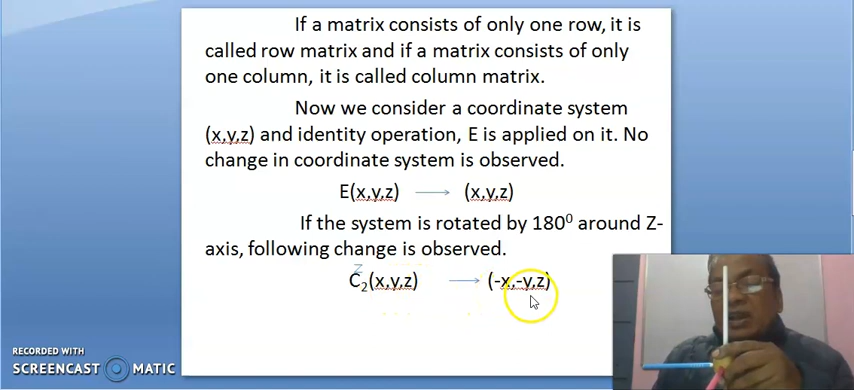 If a matrix consists of only one row, it is
called row matrix and if a matrix consists of only
one column, it is called column matrix.
Now we consider a coordinate system
(x,y,z) and identity operation, E is applied on it. No
change in coordinate system is observed.
E(x,y,z) → (x,y,z)
If the system is rotated by 180⁰ around Z-
axis, following change is observed.
C₂ᶻ(x,y,z) → (-x,-y,z)
RECORDED WITH
SCREENCAST MATIC